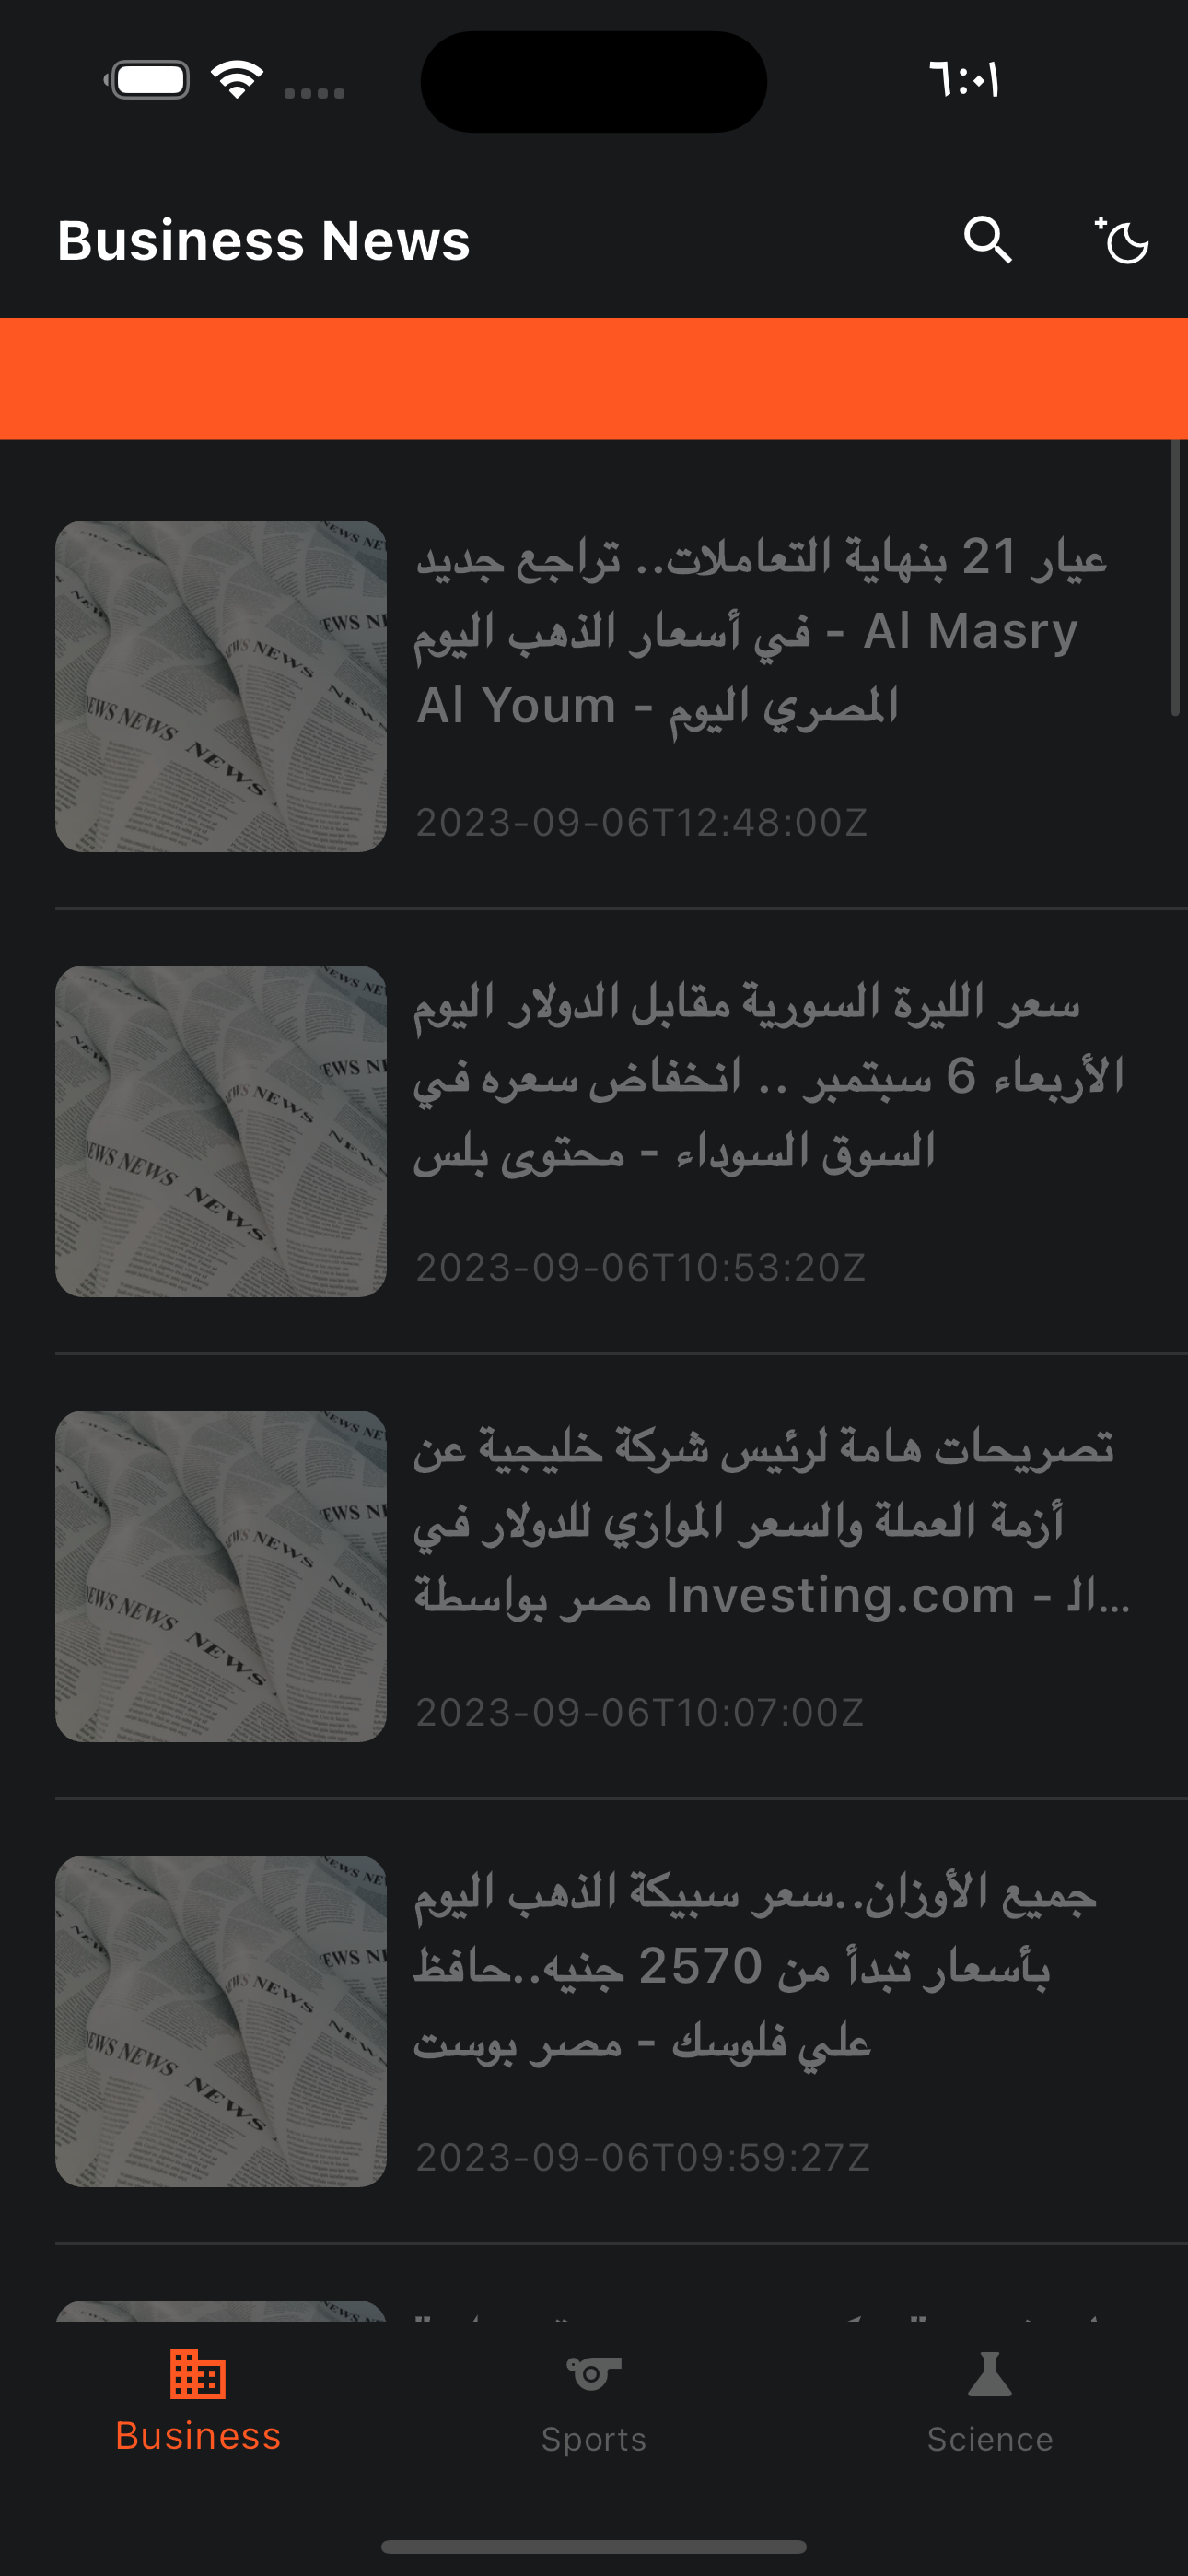 ٦:٠١
Business News
عيار 21 بنهاية التعاملات.. تراجع جديد
في أسعار الذهب اليوم - Al Masry
Al Youm - المصري اليوم
2023-09-06T12:48:00Z
سعر الليرة السورية مقابل الدولار اليوم
الأربعاء 6 سبتمبر .. انخفاض سعره في
السوق السوداء - محتوى بلس
2023-09-06T10:53:20Z
تصريحات هامة لرئيس شركة خليجية عن
أزمة العملة والسعر الموازي للدولار في
مصر بواسطة Investing.com - الـ...
2023-09-06T10:07:00Z
جميع الأوزان..سعر سبيكة الذهب اليوم
بأسعار تبدأ من 2570 جنيه..حافظ
علي فلوسك - مصر بوست
2023-09-06T09:59:27Z
Business
Sports
Science